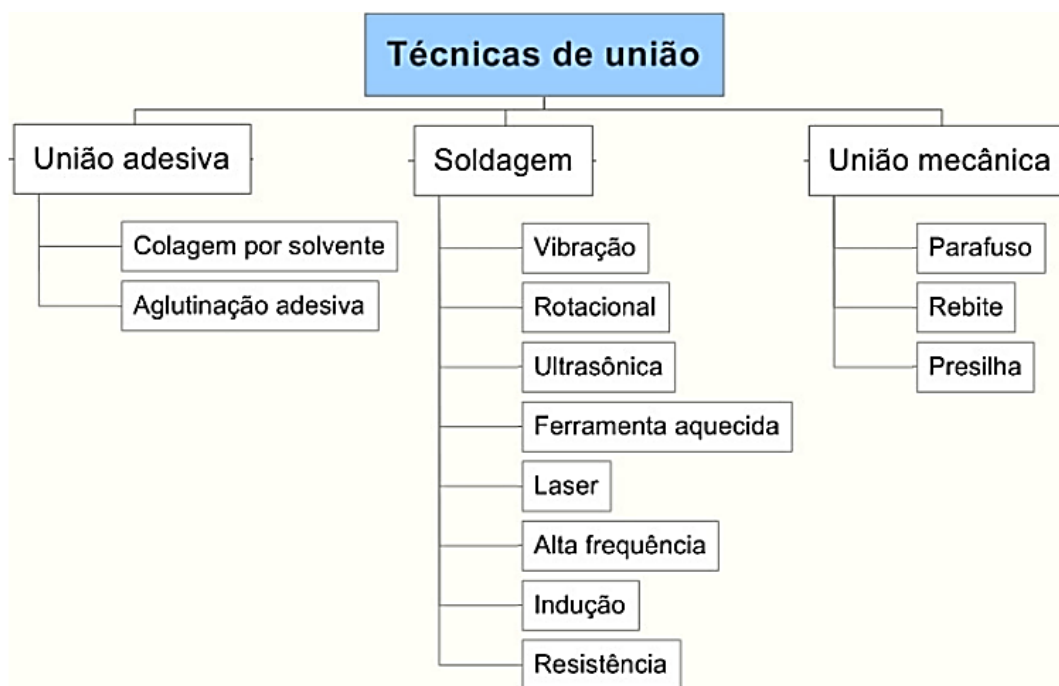 Técnicas de união
União adesiva
Colagem por solvente
Aglutinação adesiva
Soldagem
Vibração
Rotacional
Ultrasônica
Ferramenta aquecida
Laser
Alta frequência
Indução
Resistência
União mecânica
Parafuso
Rebite
Presilha